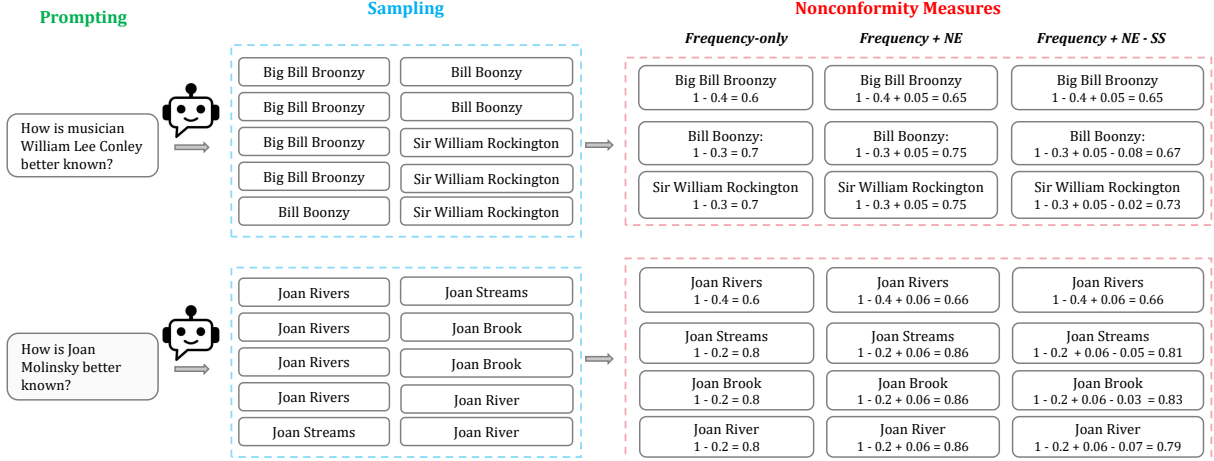 Prompting
Sampling
Nonconformity Measures
Frequency-only
Frequency + NE
Frequency + NE - SS
How is musician
William Lee Conley
better known?
Big Bill Broonzy
Bill Boonzy
Big Bill Broonzy
Bill Boonzy
Big Bill Broonzy
Sir William Rockington
Big Bill Broonzy
Sir William Rockington
Bill Boonzy
Sir William Rockington
Big Bill Broonzy
1 - 0.4 = 0.6
Big Bill Broonzy
1 - 0.4 + 0.05 = 0.65
Big Bill Broonzy
1 - 0.4 + 0.05 = 0.65
Bill Boonzy:
1 - 0.3 = 0.7
Bill Boonzy:
1 - 0.3 + 0.05 = 0.75
Bill Boonzy:
1 - 0.3 + 0.05 - 0.08 = 0.67
Sir William Rockington
1 - 0.3 = 0.7
Sir William Rockington
1 - 0.3 + 0.05 = 0.75
Sir William Rockington
1 - 0.3 + 0.05 - 0.02 = 0.73
How is Joan
Molinsky better
known?
Joan Rivers
Joan Streams
Joan Rivers
Joan Brook
Joan Rivers
Joan Brook
Joan Rivers
Joan River
Joan Streams
Joan River
Joan Rivers
1 - 0.4 = 0.6
Joan Rivers
1 - 0.4 + 0.06 = 0.66
Joan Rivers
1 - 0.4 + 0.06 = 0.66
Joan Streams
1 - 0.2 = 0.8
Joan Streams
1 - 0.2 + 0.06 = 0.86
Joan Streams
1 - 0.2 + 0.06 - 0.05 = 0.81
Joan Brook
1 - 0.2 = 0.8
Joan Brook
1 - 0.2 + 0.06 = 0.86
Joan Brook
1 - 0.2 + 0.06 - 0.03 = 0.83
Joan River
1 - 0.2 = 0.8
Joan River
1 - 0.2 + 0.06 = 0.86
Joan River
1 - 0.2 + 0.06 - 0.07 = 0.79